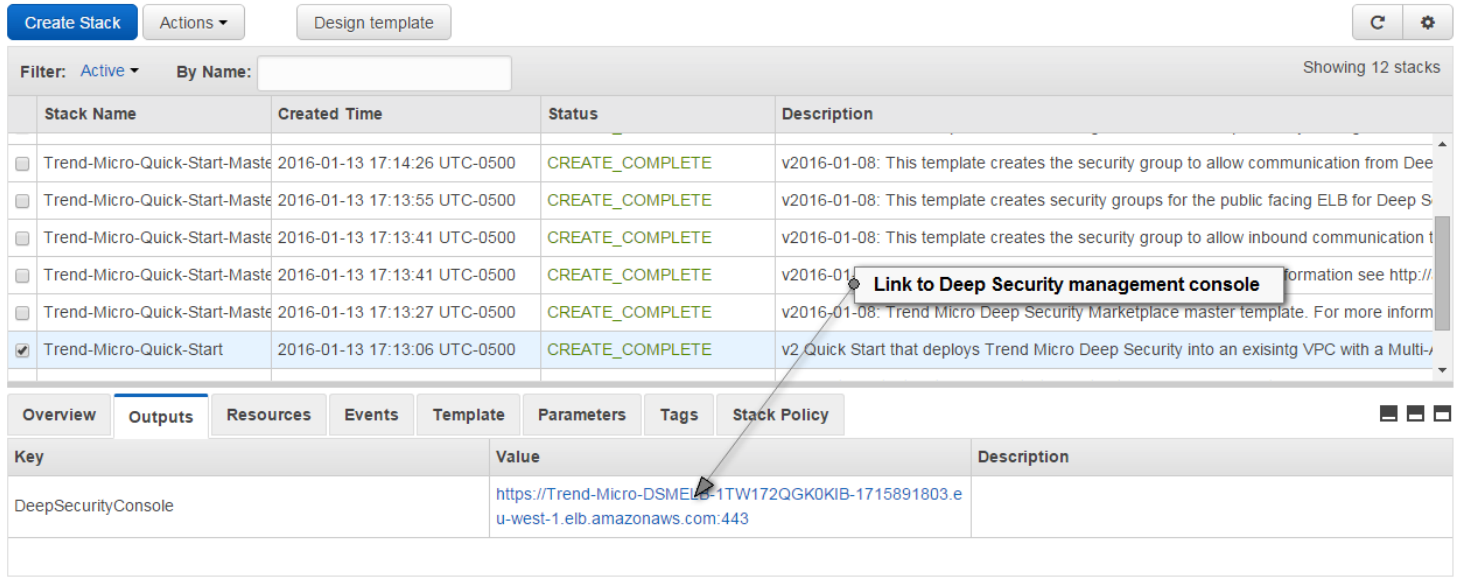 Create Stack Actions Design template
Filter: Active By Name: Showing 12 stacks
Stack Name Created Time Status Description
Trend-Micro-Quick-Start-Maste 2016-01-13 17:14:26 UTC-0500 CREATE_COMPLETE v2016-01-08: This template creates the security group to allow communication from Dee
Trend-Micro-Quick-Start-Maste 2016-01-13 17:13:55 UTC-0500 CREATE_COMPLETE v2016-01-08: This template creates security groups for the public facing ELB for Deep S
Trend-Micro-Quick-Start-Maste 2016-01-13 17:13:41 UTC-0500 CREATE_COMPLETE v2016-01-08: This template creates the security group to allow inbound communication t
Trend-Micro-Quick-Start-Maste 2016-01-13 17:13:41 UTC-0500 CREATE_COMPLETE v2016-01 formation see http://
Link to Deep Security management console
Trend-Micro-Quick-Start-Maste 2016-01-13 17:13:27 UTC-0500 CREATE_COMPLETE v2016-01-08: Trend Micro Deep Security Marketplace master template. For more inform
Trend-Micro-Quick-Start 2016-01-13 17:13:06 UTC-0500 CREATE_COMPLETE v2 Quick Start that deploys Trend Micro Deep Security into an exisintg VPC with a Multi-A
Overview Outputs Resources Events Template Parameters Tags Stack Policy
Key Value Description
DeepSecurityConsole
https://Trend-Micro-DSMELB-1TW172QGK0KIB-1715891803.e
u-west-1.elb.amazonaws.com:443